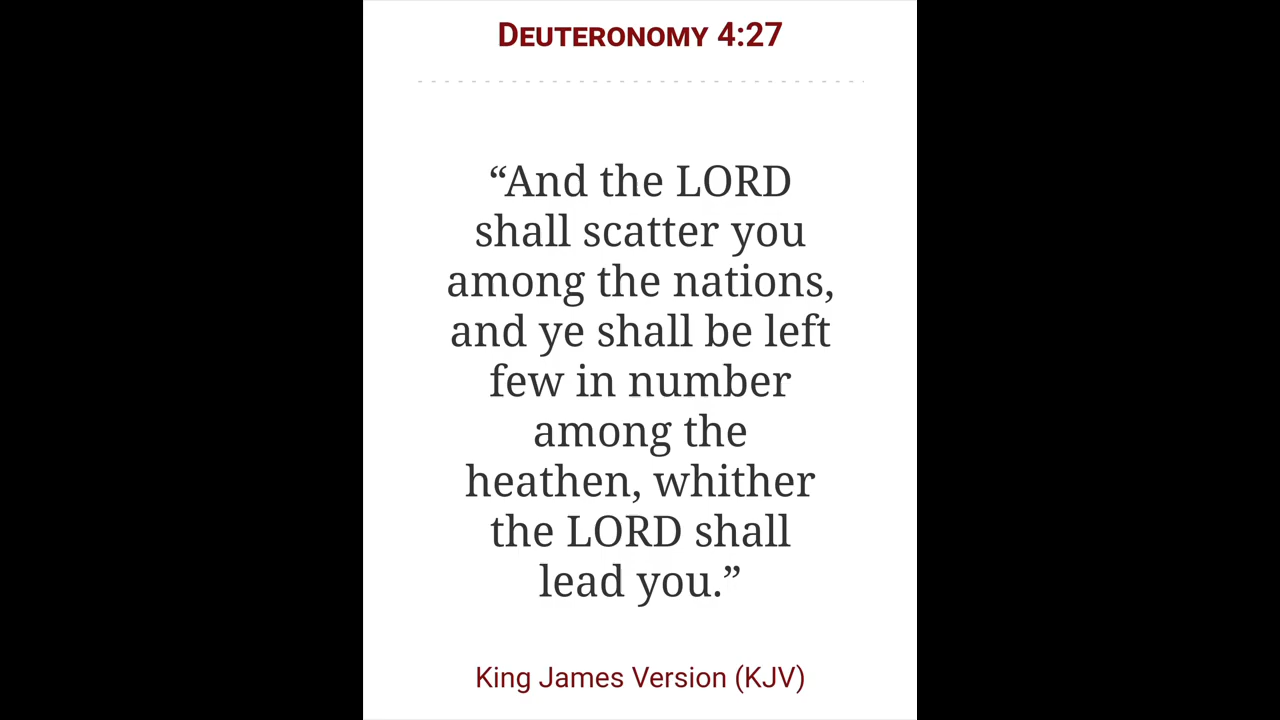 DEUTERONOMY 4:27
“And the LORD
shall scatter you
among the nations,
and ye shall be left
few in number
among the
heathen, whither
the LORD shall
lead you.”
King James Version (KJV)